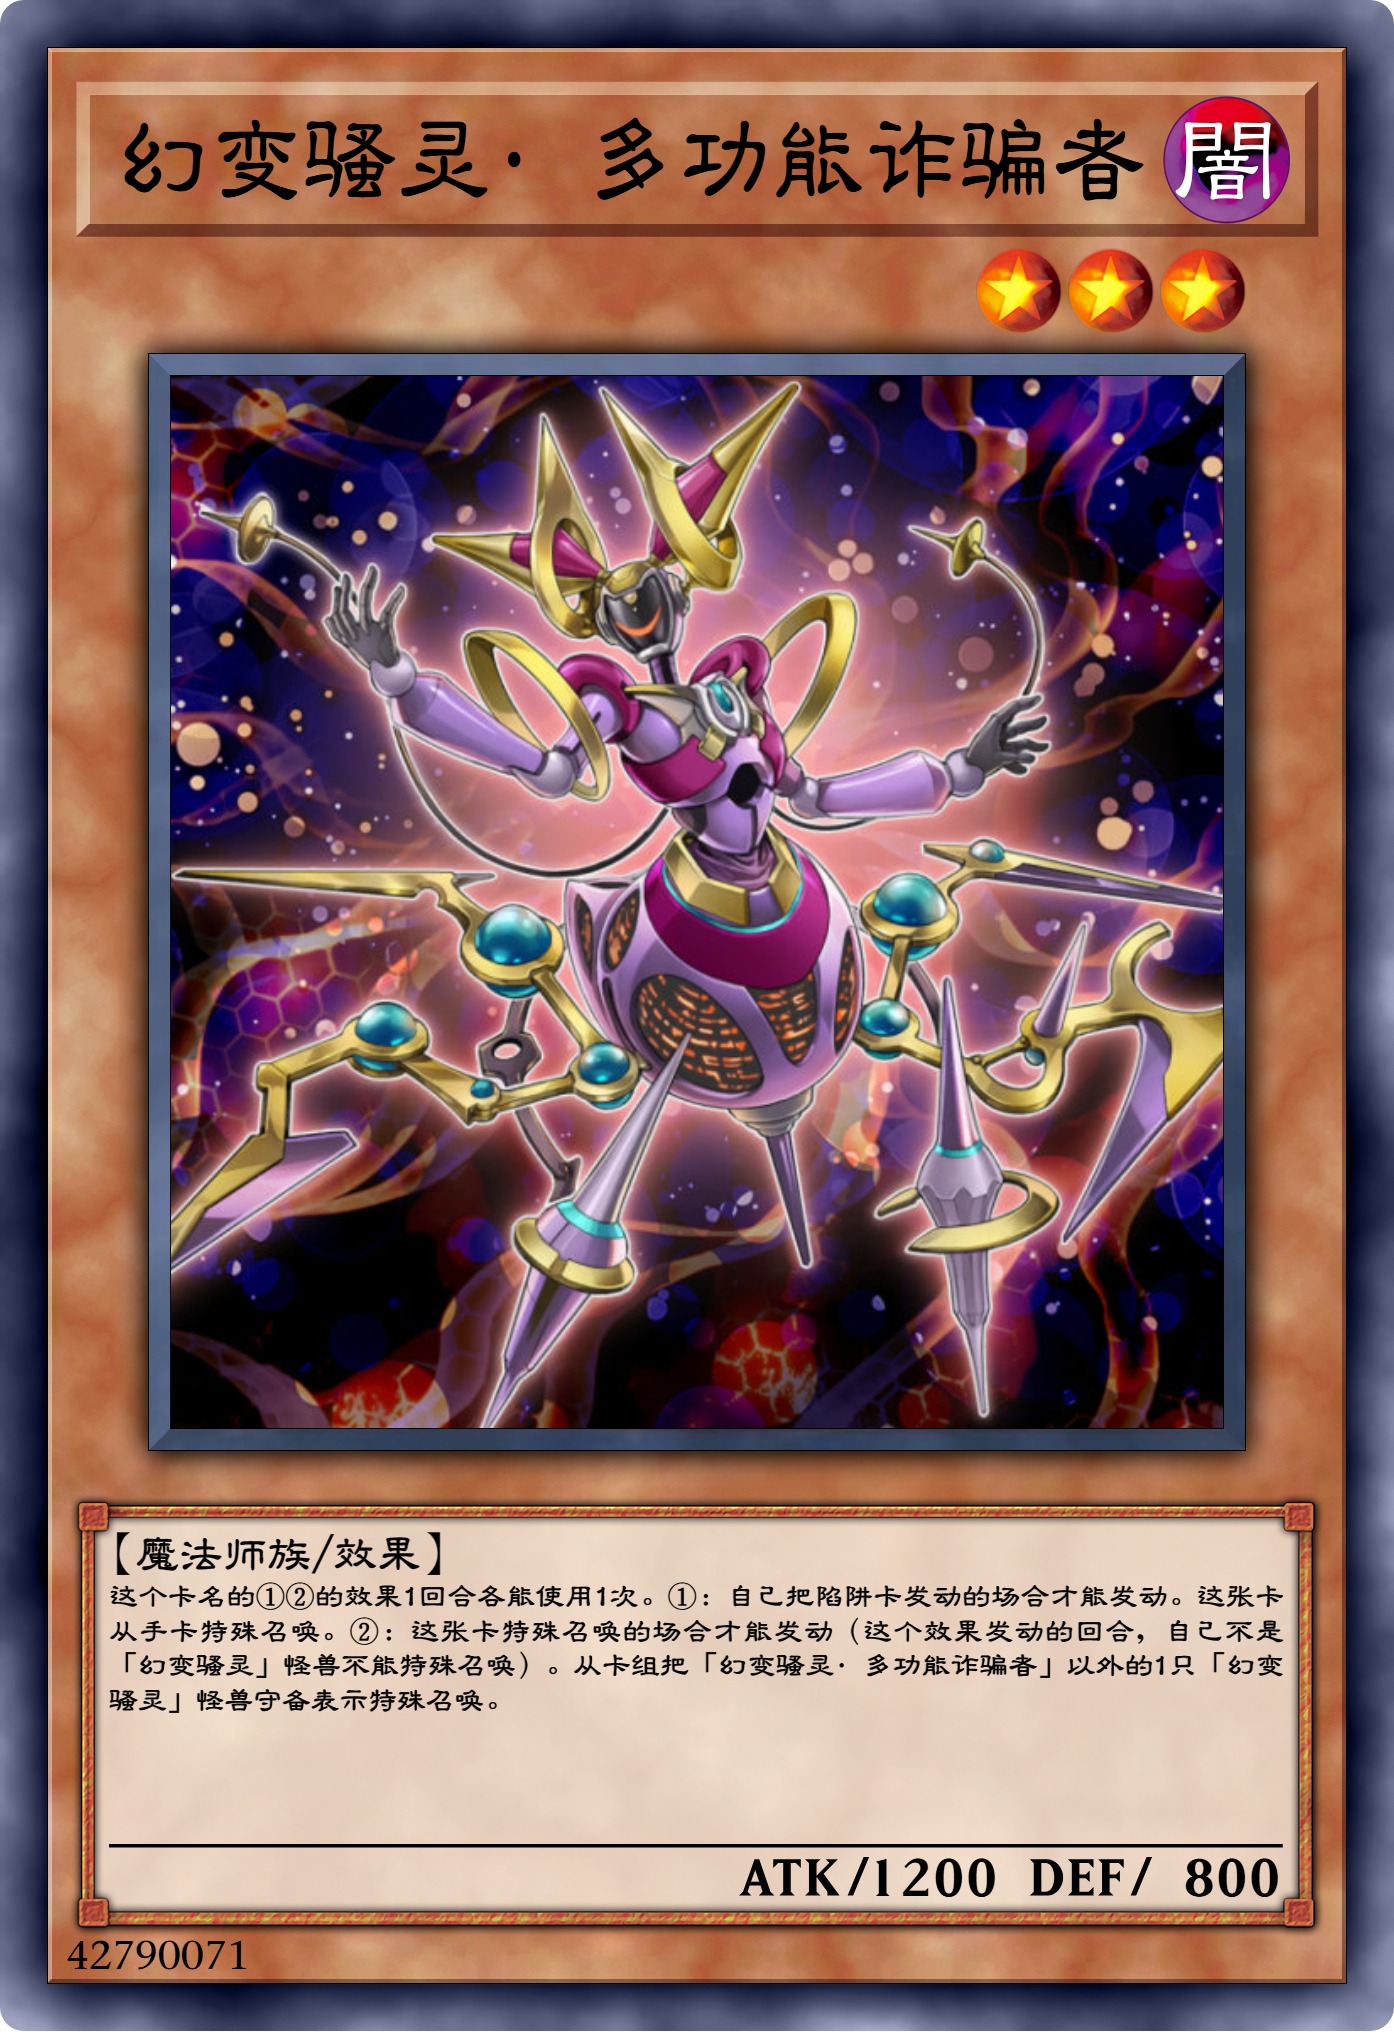 幻变骚灵·多功能诈骗者 闇
【魔法师族/效果】
这个卡名的①②的效果1回合各能使用1次。①：自己把陷阱卡发动的场合才能发动。这张卡
从手卡特殊召唤。②：这张卡特殊召唤的场合才能发动（这个效果发动的回合，自己不是
「幻变骚灵」怪兽不能特殊召唤）。从卡组把「幻变骚灵·多功能诈骗者」以外的1只「幻变
骚灵」怪兽守备表示特殊召唤。
ATK/1200 DEF/ 800
42790071